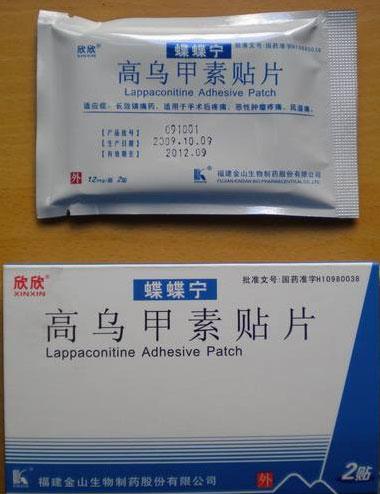 欣欣
XINXIN
蝶蝶宁
批准文号:国药准字H10980038
高乌甲素贴片
Lappaconitine Adhesive Patch
适应症:长效镇痛药,适用于手术后疼痛,恶性肿瘤疼痛,风湿痛。
【产品批号】 091001
【生产日期】 2009.10.09
【有效期至】 2012.09
外
12mg/贴 2贴
K
福建金山生物制药股份有限公司
FUJIAN KINSAN BIO PHARMACEUTICAL CO.,LTD.
欣欣
XINXIN
蝶蝶宁
批准文号:国药准字H10980038
高乌甲素贴片
Lappaconitine Adhesive Patch
K
福建金山生物制药股份有限公司
外
2贴